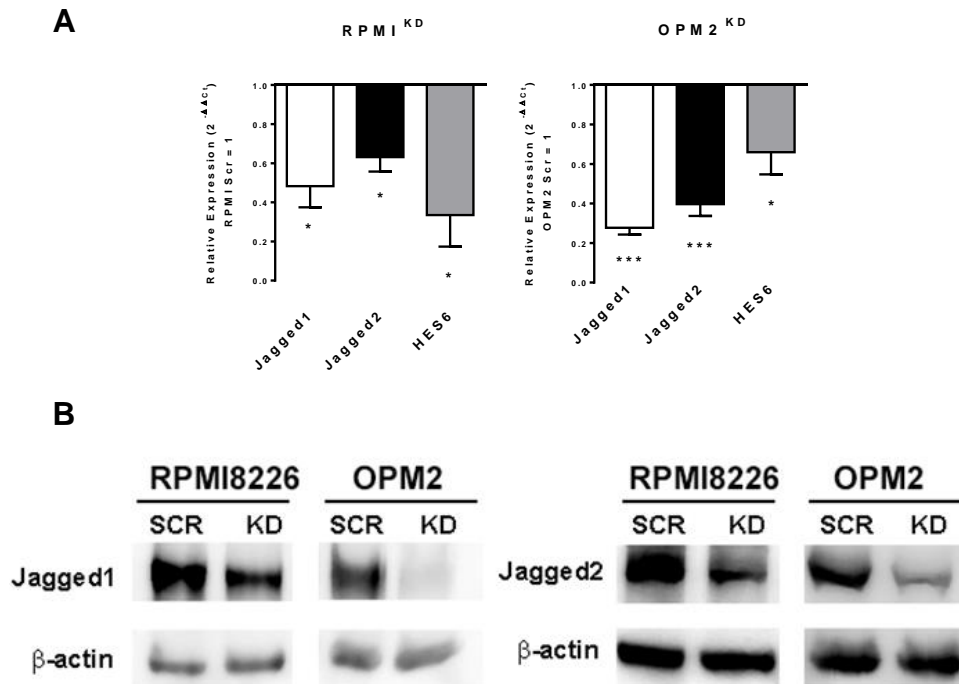 A
RPMI KD
OPM2 KD
Relative Expression (2 -ΔΔCt)
RPMI Scr = 1
1.0
0.8
0.6
0.4
0.2
0.0
*
*
*
Jagged1
Jagged2
HES6
Relative Expression (2 -ΔΔCt)
OPM2 Scr = 1
1.0
0.8
0.6
0.4
0.2
0.0
***
***
*
Jagged1
Jagged2
HES6
B
RPMI8226 OPM2
SCR KD SCR KD
Jagged1
β-actin
RPMI8226 OPM2
SCR KD SCR KD
Jagged2
β-actin